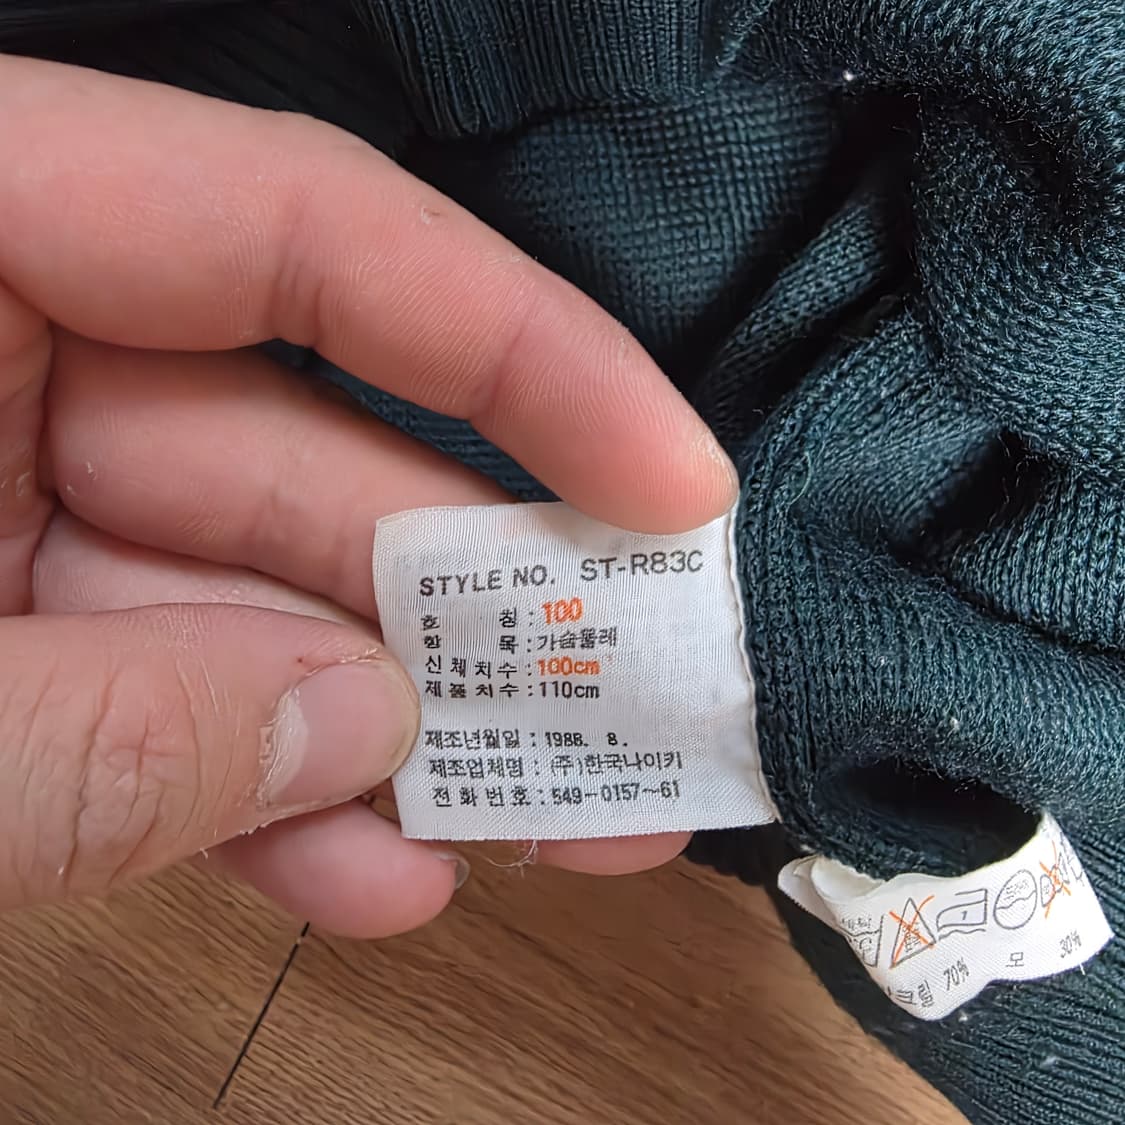 STYLE NO. ST-R83C
호 칭 : 100
항 목 : 가슴둘레
신체치수 : 100cm
제품치수 : 110cm
제조년월일 : 1988. 8.
제조업체명 : (주)한국나이키
전화번호 : 549-0157~61
70% 모 30%